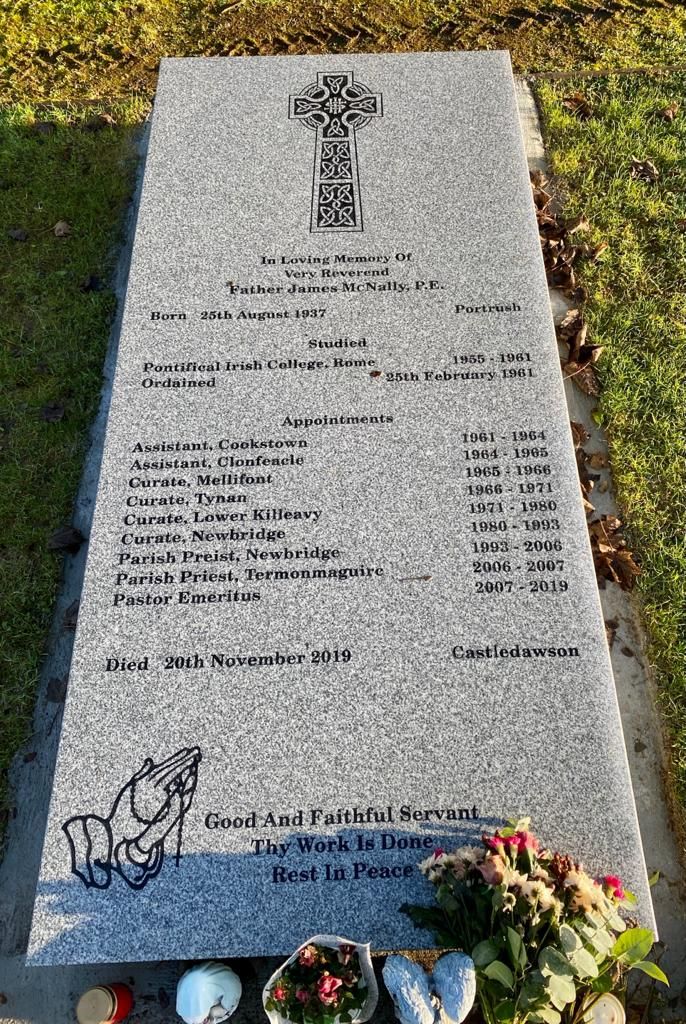 In Loving Memory Of
Very Reverend
Father James McNally, P.E.
Born 25th August 1937 Portrush
Studied
Pontifical Irish College, Rome 1955 - 1961
Ordained 25th February 1961
Appointments
Assistant, Cookstown 1961 - 1964
Assistant, Clonfeacle 1964 - 1965
Curate, Mellifont 1965 - 1966
Curate, Tynan 1966 - 1971
Curate, Lower Killeavy 1971 - 1980
Curate, Newbridge 1980 - 1993
Parish Preist, Newbridge 1993 - 2006
Parish Priest, Termonmaguirc 2006 - 2007
Pastor Emeritus 2007 - 2019
Died 20th November 2019 Castledawson
Good And Faithful Servant
Thy Work Is Done
Rest In Peace